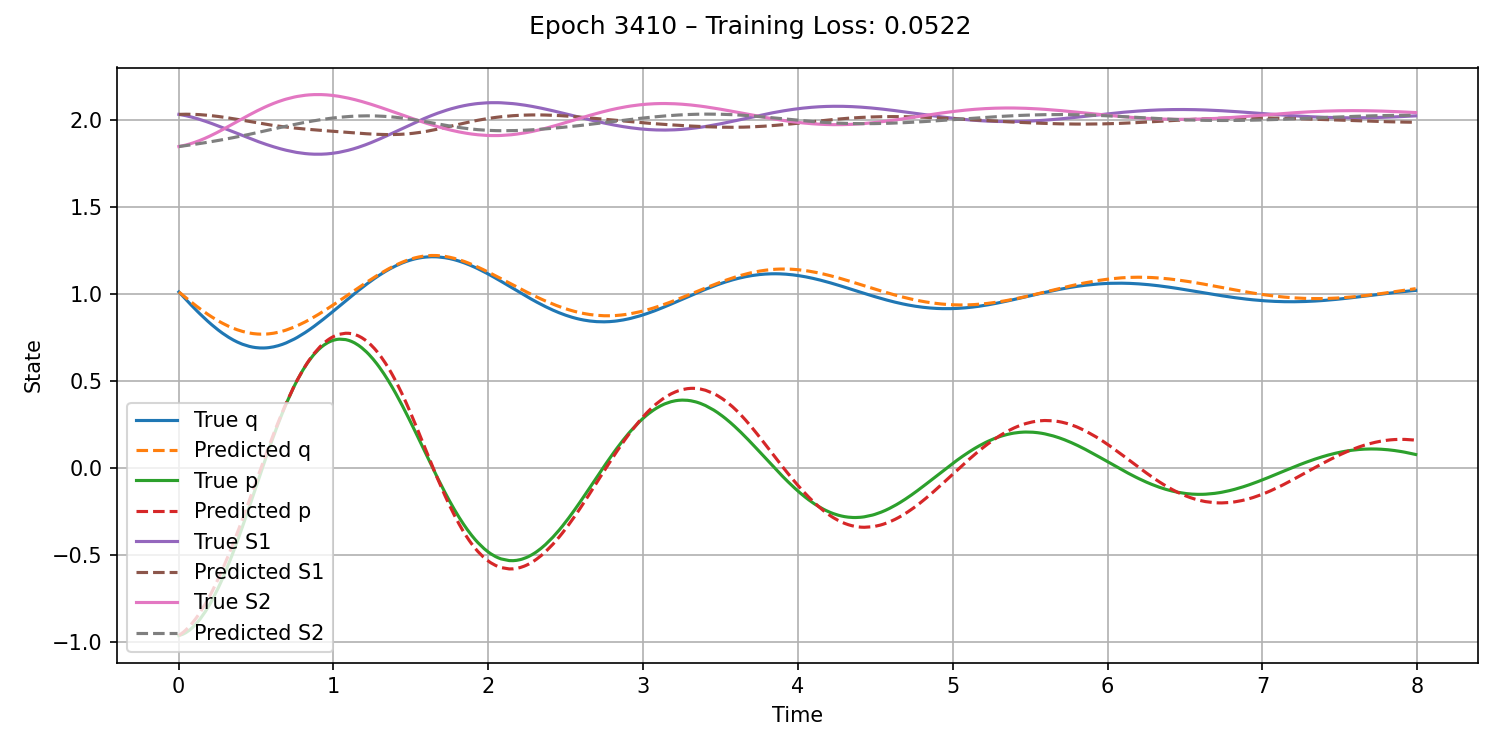 Epoch 3410 – Training Loss: 0.0522
2.0
1.5
1.0
0.5
0.0
−0.5
−1.0
State
True q
Predicted q
True p
Predicted p
True S1
Predicted S1
True S2
Predicted S2
0 1 2 3 4 5 6 7 8
Time